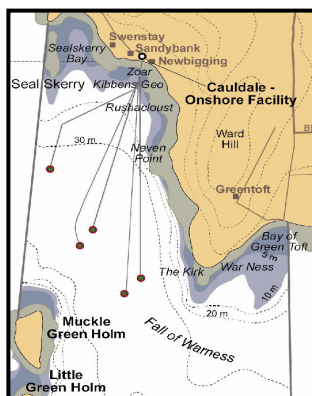 Swenstay
Sealskerry
Bay
Sandybank
Newbigging
Zoar
Seal Skerry
Kibbens Geo
Cauldale -
Onshore Facility
Rushacloust
30 m
Neven
Point
Ward
Hill
Greentoft
Bay of
Green Toft
5 m
The Kirk
War Ness
10 m
20 m
Muckle
Green Holm
Fall of Warness
Little
Green Holm